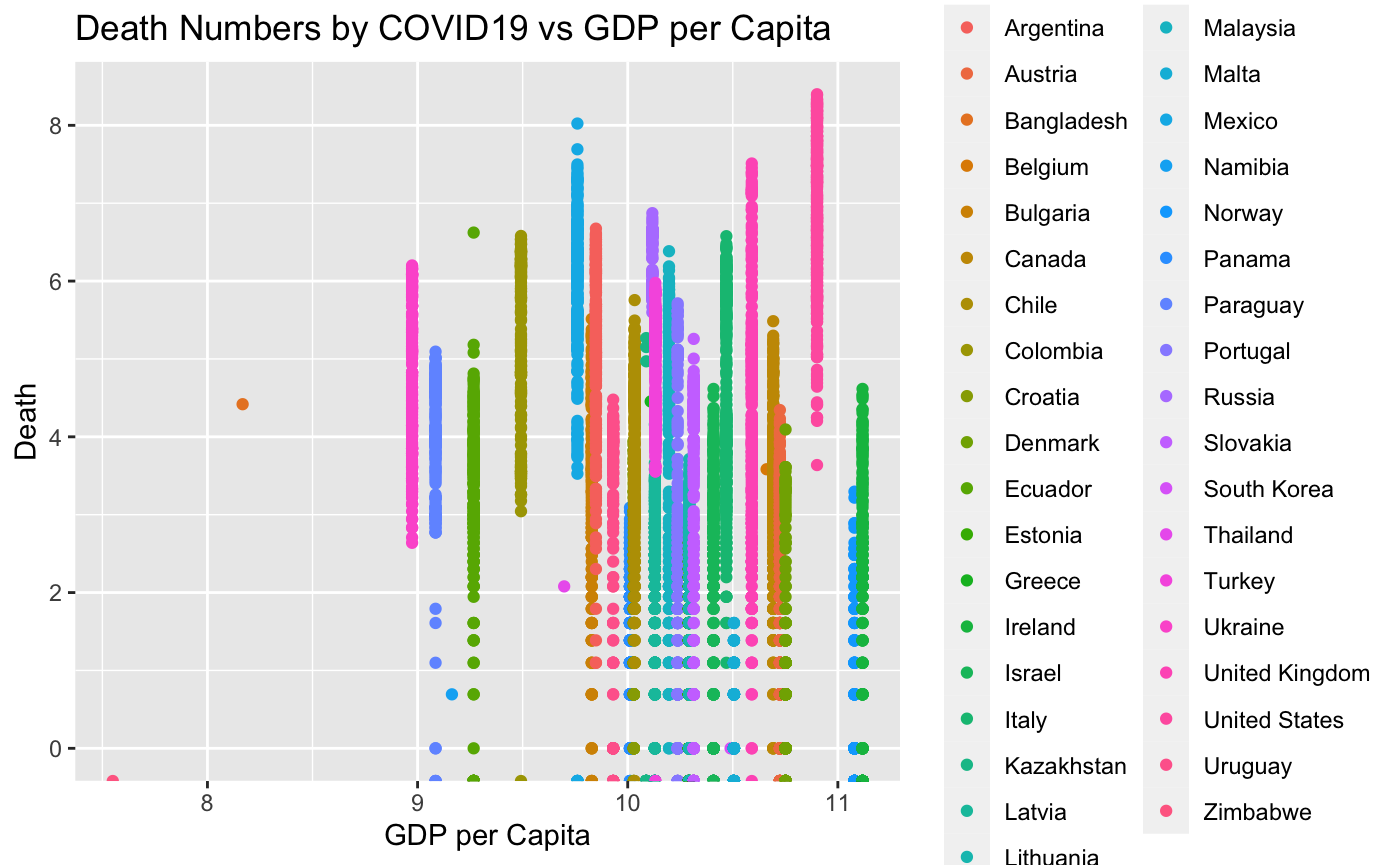 Death Numbers by COVID19 vs GDP per Capita
Death
8
6
4
2
0
8
9
10
11
GDP per Capita
Argentina
Austria
Bangladesh
Belgium
Bulgaria
Canada
Chile
Colombia
Croatia
Denmark
Ecuador
Estonia
Greece
Ireland
Israel
Italy
Kazakhstan
Latvia
Lithuania
Malaysia
Malta
Mexico
Namibia
Norway
Panama
Paraguay
Portugal
Russia
Slovakia
South Korea
Thailand
Turkey
Ukraine
United Kingdom
United States
Uruguay
Zimbabwe